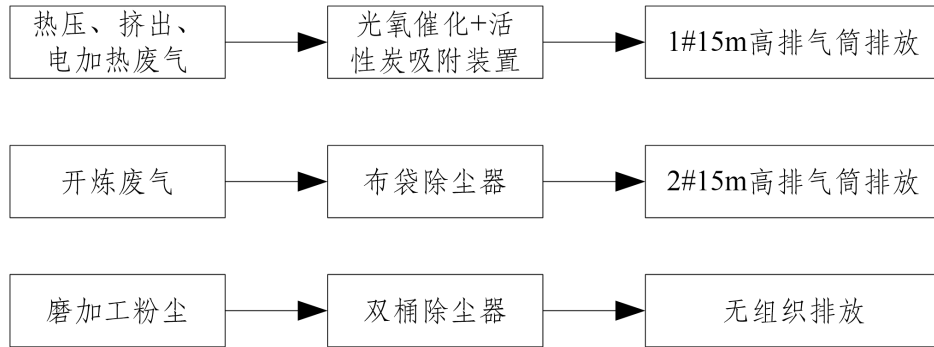 热压、挤出、
电加热废气
光氧催化+活
性炭吸附装置
1#15m高排气筒排放
开炼废气
布袋除尘器
2#15m高排气筒排放
磨加工粉尘
双桶除尘器
无组织排放